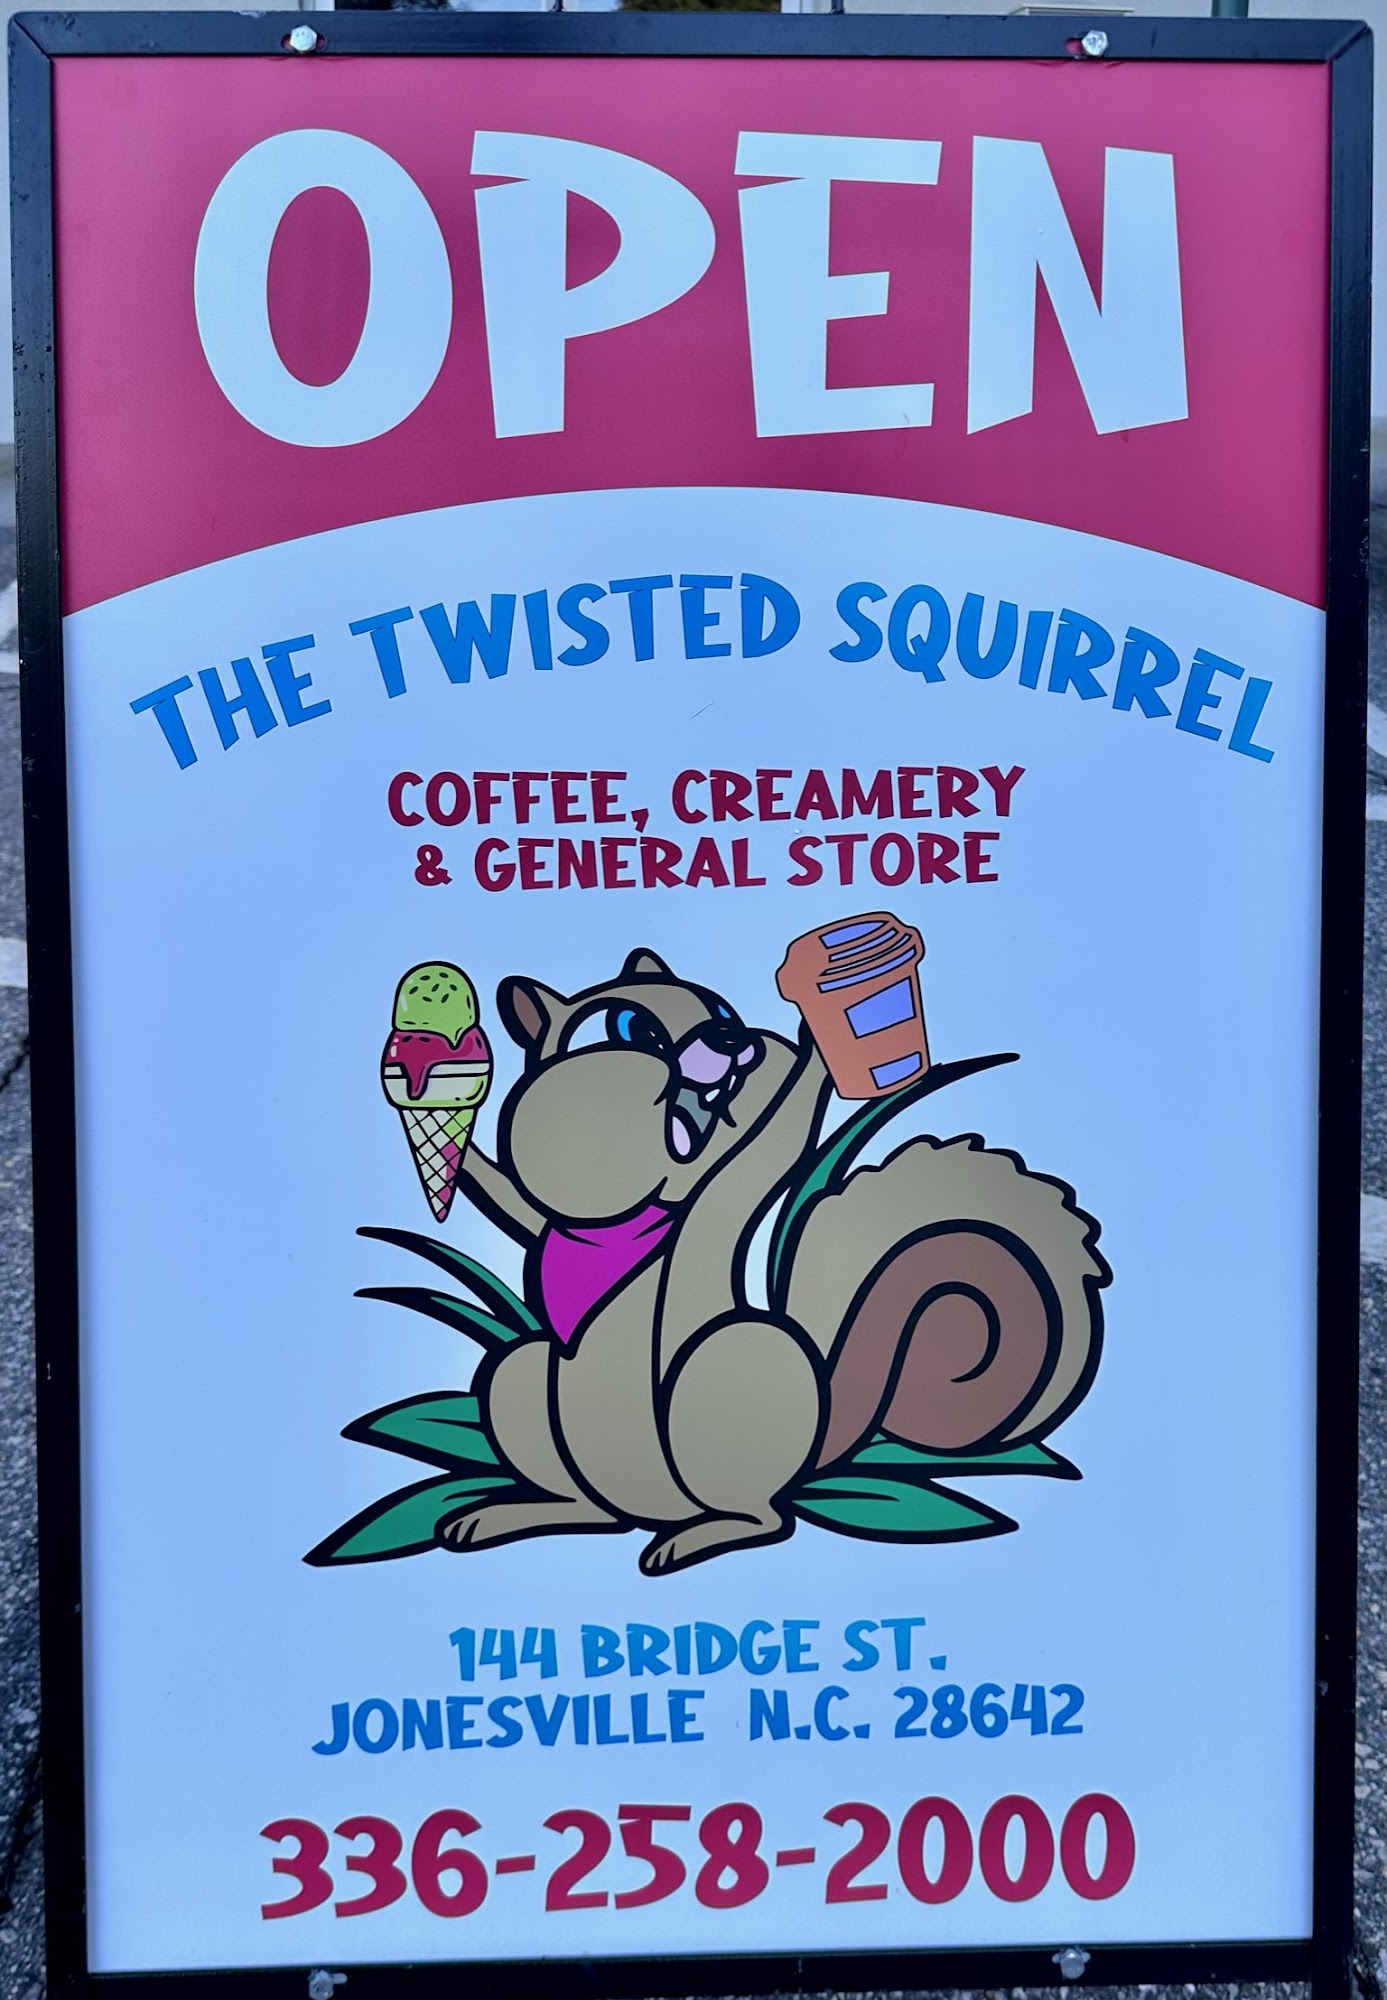 OPEN
THE TWISTED SQUIRREL
COFFEE, CREAMERY
& GENERAL STORE
144 BRIDGE ST.
JONESVILLE N.C. 28642
336-258-2000